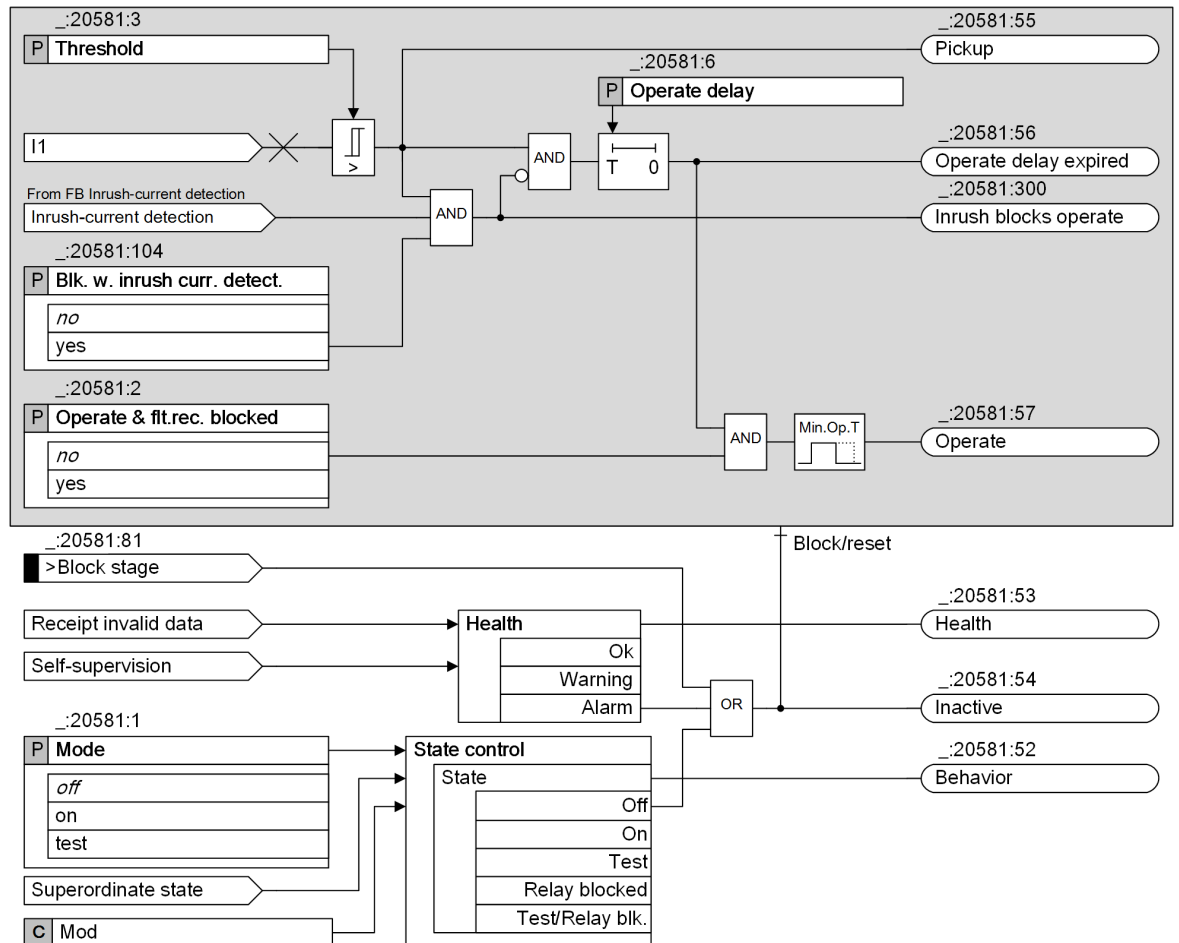 _:20581:3
P Threshold
_:20581:55
Pickup
_:20581:6
P Operate delay
I1
>
AND
T 0
_:20581:56
Operate delay expired
From FB Inrush-current detection
Inrush-current detection
AND
_:20581:300
Inrush blocks operate
_:20581:104
P Blk. w. inrush curr. detect.
no
yes
_:20581:2
P Operate & flt.rec. blocked
no
yes
AND
Min.Op.T
_:20581:57
Operate
_:20581:81
>Block stage
Block/reset
Receipt invalid data
Self-supervision
Health
Ok
Warning
Alarm
_:20581:53
Health
OR
_:20581:54
Inactive
_:20581:1
P Mode
off
on
test
Superordinate state
C Mod
State control
State
Off
On
Test
Relay blocked
Test/Relay blk.
_:20581:52
Behavior